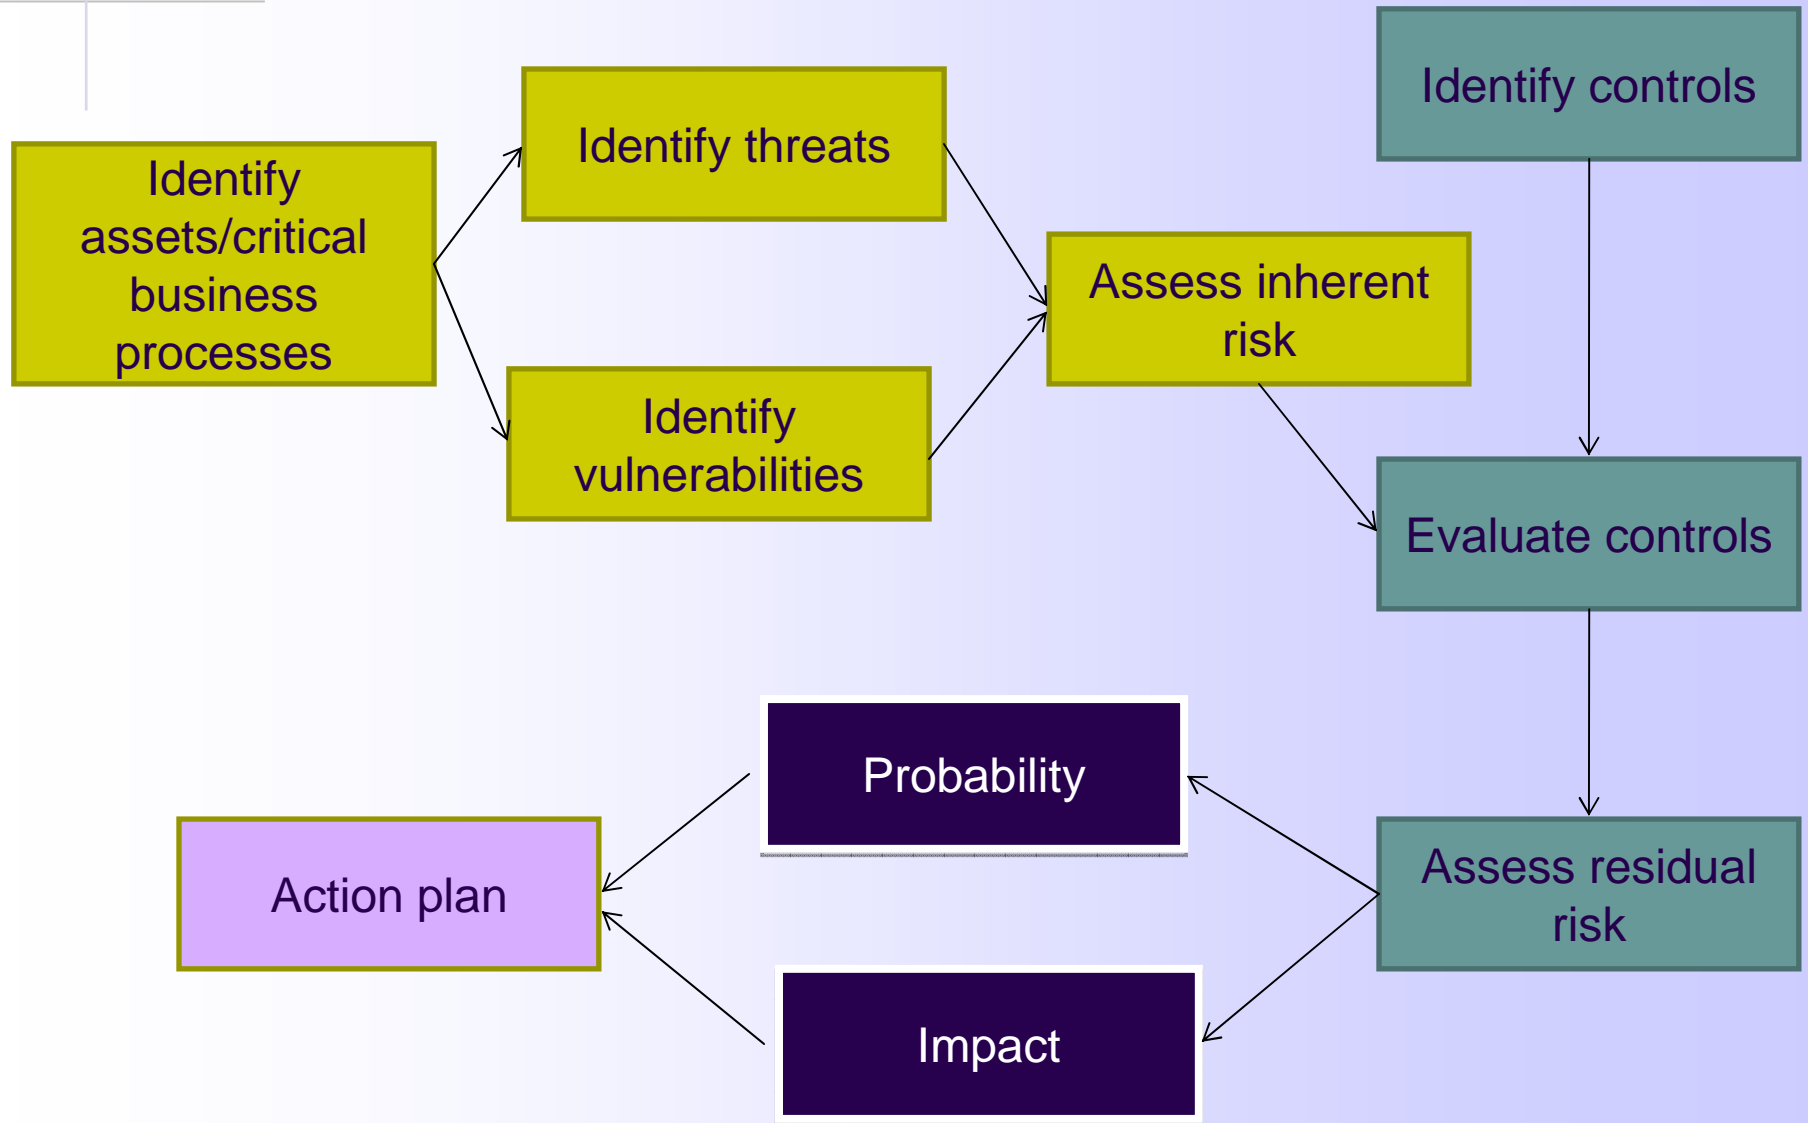 Identify controls
Identify threats
Identify
assets/critical
business
processes
Assess inherent
risk
Identify
vulnerabilities
Evaluate controls
Probability
Assess residual
risk
Action plan
Impact